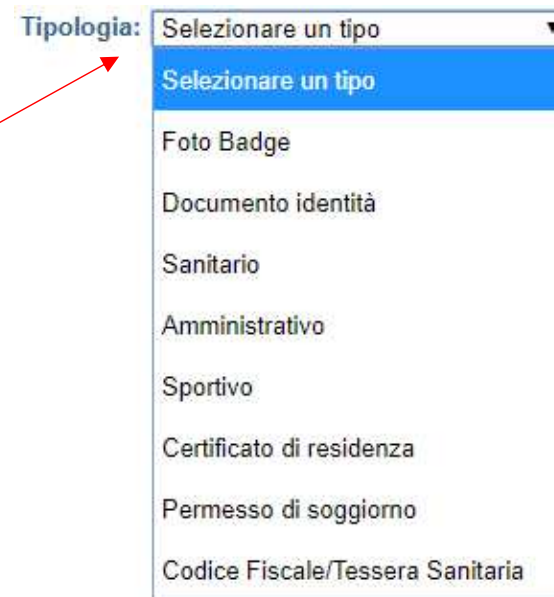 Tipologia: Selezionare un tipo
Selezionare un tipo
Foto Badge
Documento identità
Sanitario
Amministrativo
Sportivo
Certificato di residenza
Permesso di soggiorno
Codice Fiscale/Tessera Sanitaria